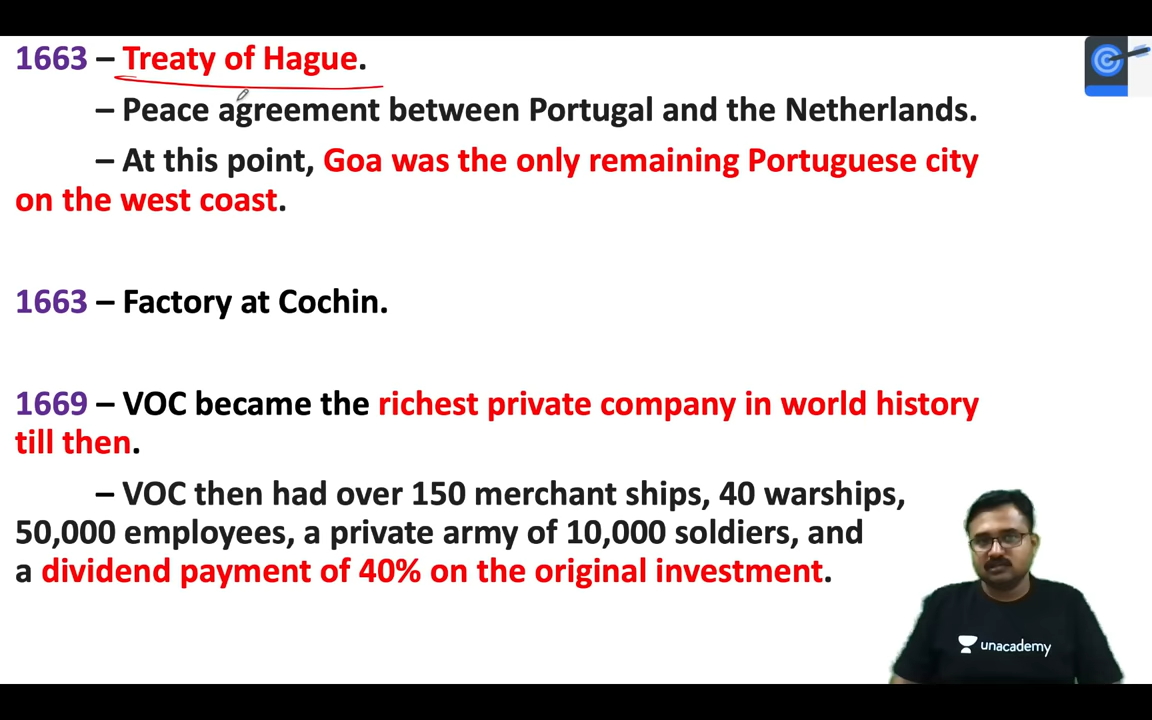 1663 – Treaty of Hague.
– Peace agreement between Portugal and the Netherlands.
– At this point, Goa was the only remaining Portuguese city
on the west coast.
1663 – Factory at Cochin.
1669 – VOC became the richest private company in world history
till then.
– VOC then had over 150 merchant ships, 40 warships,
50,000 employees, a private army of 10,000 soldiers, and
a dividend payment of 40% on the original investment.
unacademy